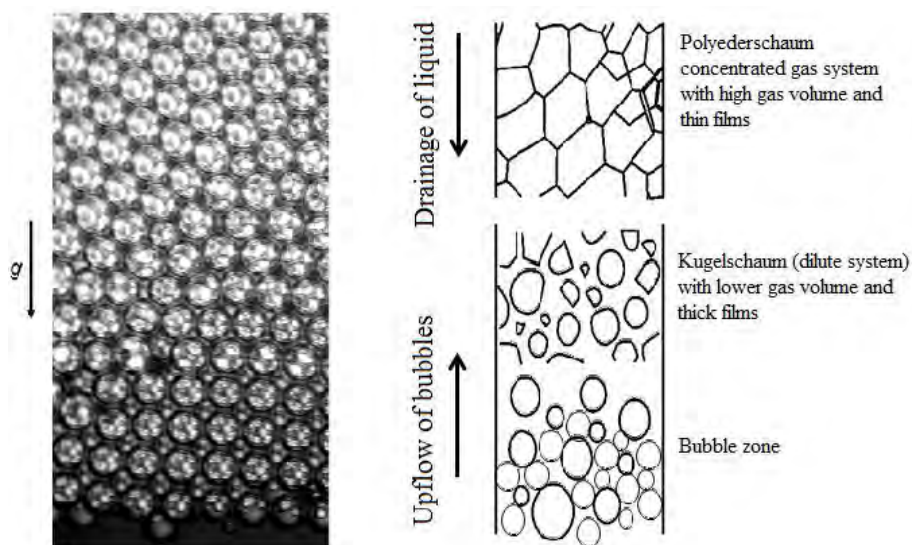 g
Drainage of liquid
Upflow of bubbles
Polyederschaum
concentrated gas system
with high gas volume and
thin films
Kugelschaum (dilute system)
with lower gas volume and
thick films
Bubble zone